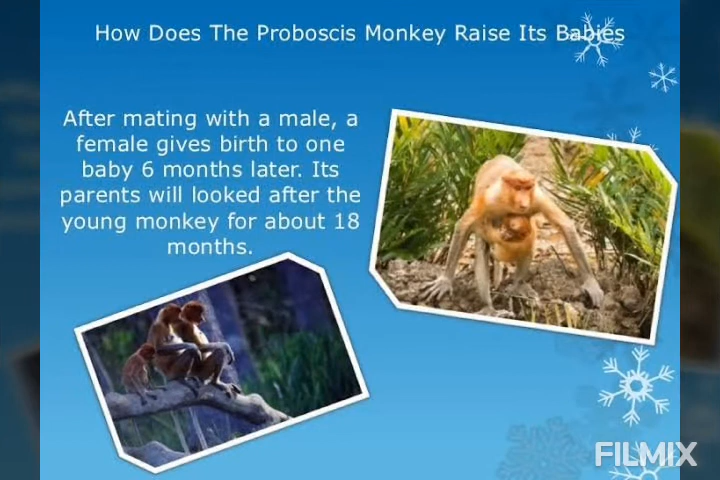 How Does The Proboscis Monkey Raise Its Babies
After mating with a male, a
female gives birth to one
baby 6 months later. Its
parents will looked after the
young monkey for about 18
months.
FILMIX